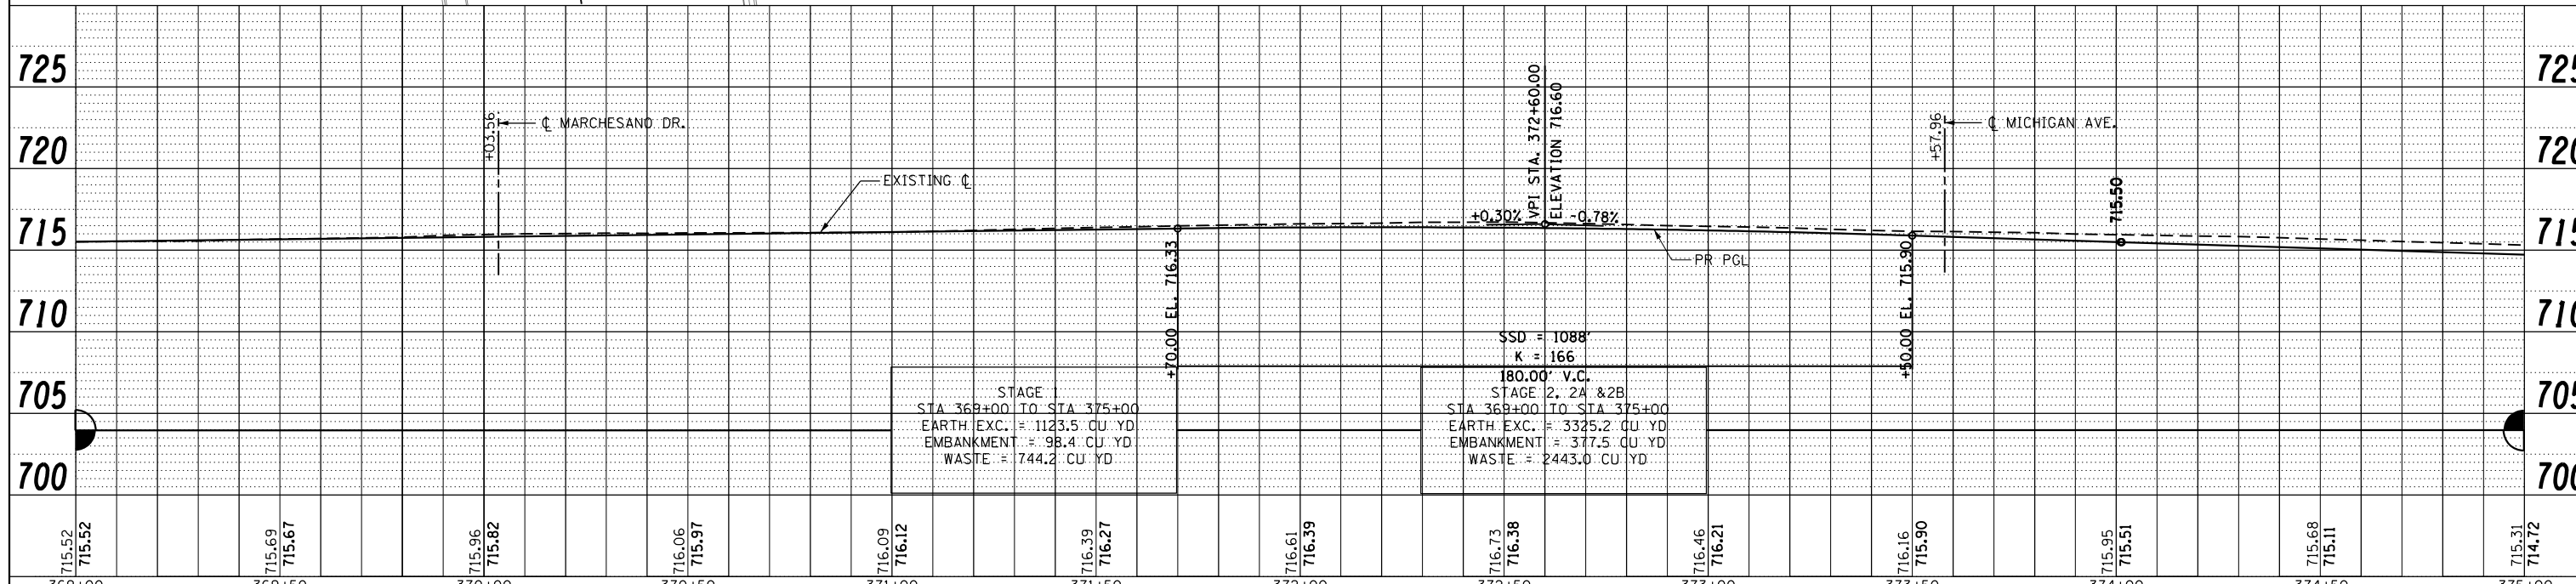 725
720
715
710
705
700
725
720
715
710
705
700
+03.56
℄ MARCHESANO DR.
EXISTING ℄
+70.00 EL. 716.33
+0.30%
VPI STA. 372+60.00
ELEVATION 716.60
-0.78%
PR PGL
+50.00 EL. 715.90
+57.96
℄ MICHIGAN AVE.
715.50
SSD = 1088'
K = 166
180.00' V.C.
STAGE 1
STA 369+00 TO STA 375+00
EARTH EXC. = 1123.5 CU YD
EMBANKMENT = 98.4 CU YD
WASTE = 744.2 CU YD
STAGE 2, 2A &2B
STA 369+00 TO STA 375+00
EARTH EXC. = 3325.2 CU YD
EMBANKMENT = 377.5 CU YD
WASTE = 2443.0 CU YD
715.52
715.52
715.69
715.67
715.96
715.82
716.06
715.97
716.09
716.12
716.39
716.27
716.61
716.39
716.73
716.38
716.46
716.21
716.16
715.90
715.95
715.51
715.68
715.11
715.31
714.72